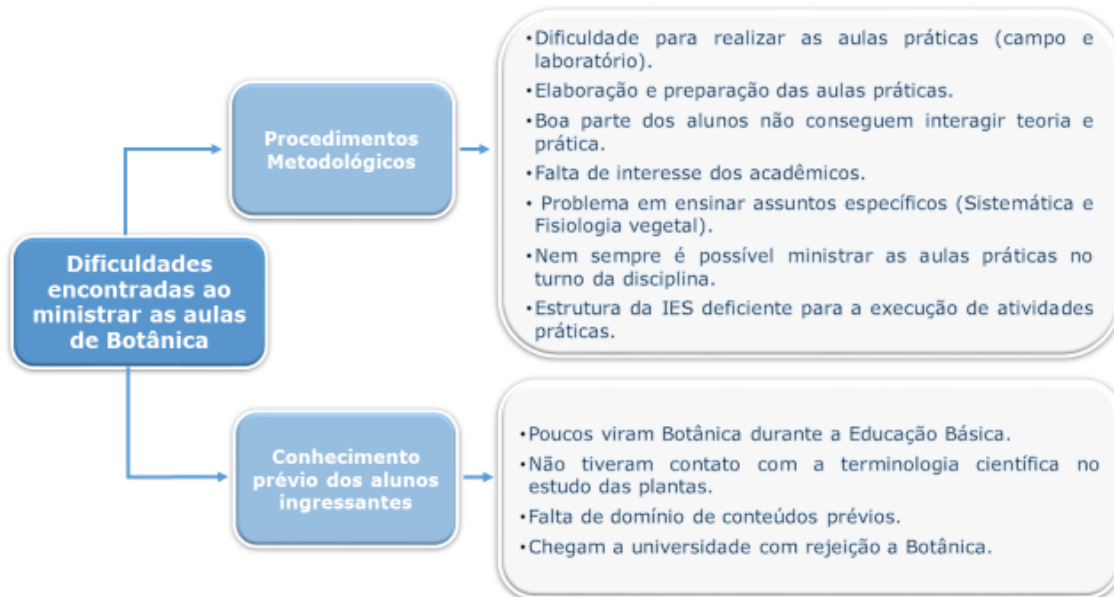 Dificuldades
encontradas ao
ministrar as aulas
de Botânica
Procedimentos
Metodológicos
•Dificuldade para realizar as aulas práticas (campo e
laboratório).
•Elaboração e preparação das aulas práticas.
•Boa parte dos alunos não conseguem interagir teoria e
prática.
•Falta de interesse dos acadêmicos.
• Problema em ensinar assuntos específicos (Sistemática e
Fisiologia vegetal).
•Nem sempre é possível ministrar as aulas práticas no
turno da disciplina.
•Estrutura da IES deficiente para a execução de atividades
práticas.
Conhecimento
prévio dos alunos
ingressantes
•Poucos viram Botânica durante a Educação Básica.
•Não tiveram contato com a terminologia científica no
estudo das plantas.
•Falta de domínio de conteúdos prévios.
•Chegam a universidade com rejeição a Botânica.